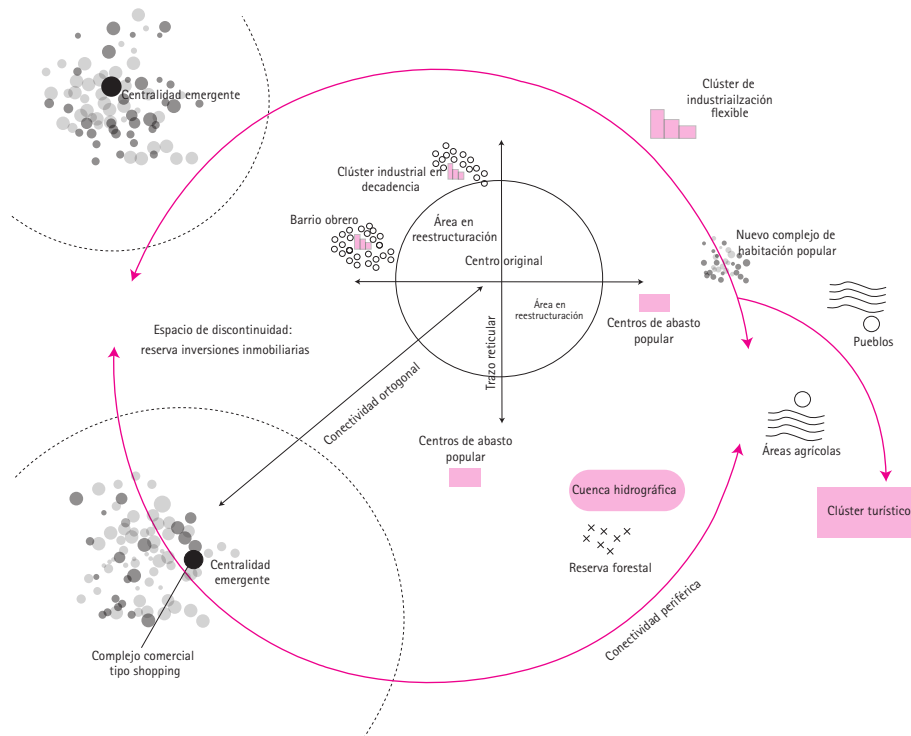 Centralidad emergente
Clúster de
industriailzación
flexible
Clúster industrial en
decadencia
Barrio obrero
Área en
reestructuración
Centro original
Nuevo complejo de
habitación popular
Área en
reestructuración
Centros de abasto
popular
Pueblos
Espacio de discontinuidad:
reserva inversiones inmobiliarias
Trazo reticular
Conectividad ortogonal
Centros de abasto
popular
Áreas agrícolas
Cuenca hidrográfica
Clúster turístico
Reserva forestal
Centralidad
emergente
Conectividad periférica
Complejo comercial
tipo shopping